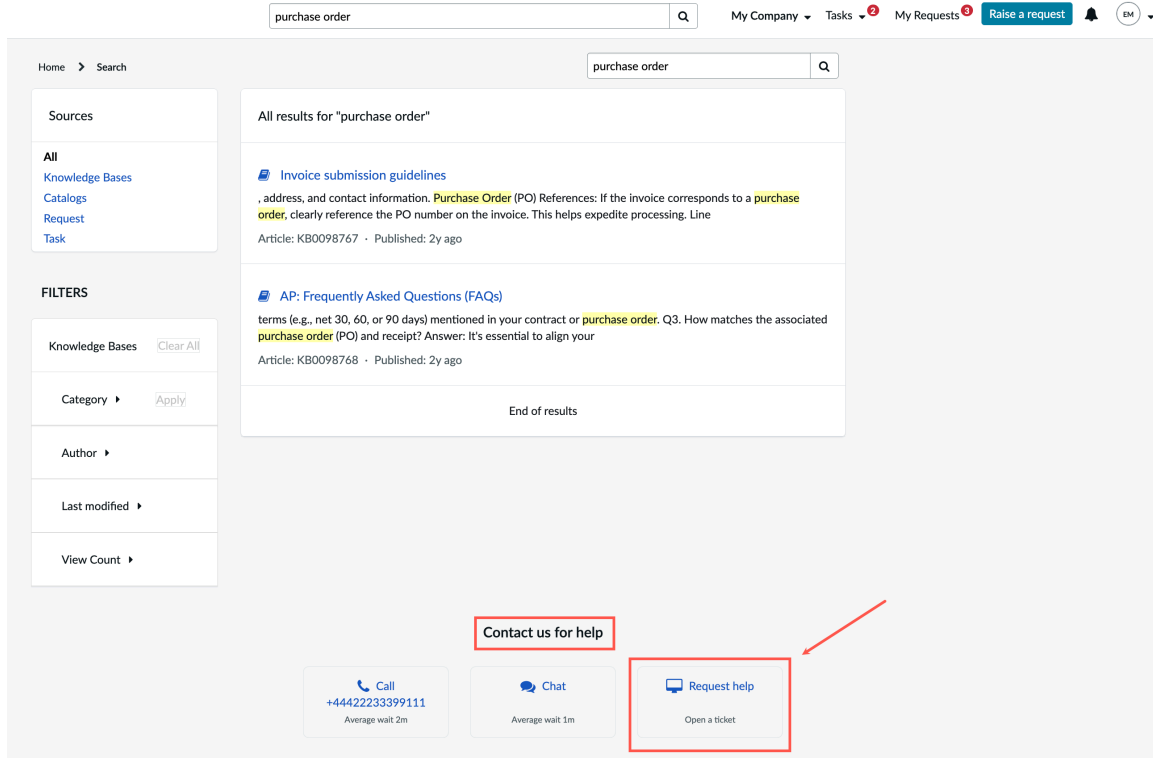 purchase order
My Company
Tasks
2
My Requests
3
Raise a request
EM
Home
Search
purchase order
Sources
All
Knowledge Bases
Catalogs
Request
Task
FILTERS
Knowledge Bases
Clear All
Category
Apply
Author
Last modified
View Count
All results for "purchase order"
Invoice submission guidelines
, address, and contact information. Purchase Order (PO) References: If the invoice corresponds to a purchase
order, clearly reference the PO number on the invoice. This helps expedite processing. Line
Article: KB0098767 · Published: 2y ago
AP: Frequently Asked Questions (FAQs)
terms (e.g., net 30, 60, or 90 days) mentioned in your contract or purchase order. Q3. How matches the associated
purchase order (PO) and receipt? Answer: It's essential to align your
Article: KB0098768 · Published: 2y ago
End of results
Contact us for help
Call
+44422233399111
Average wait 2m
Chat
Average wait 1m
Request help
Open a ticket